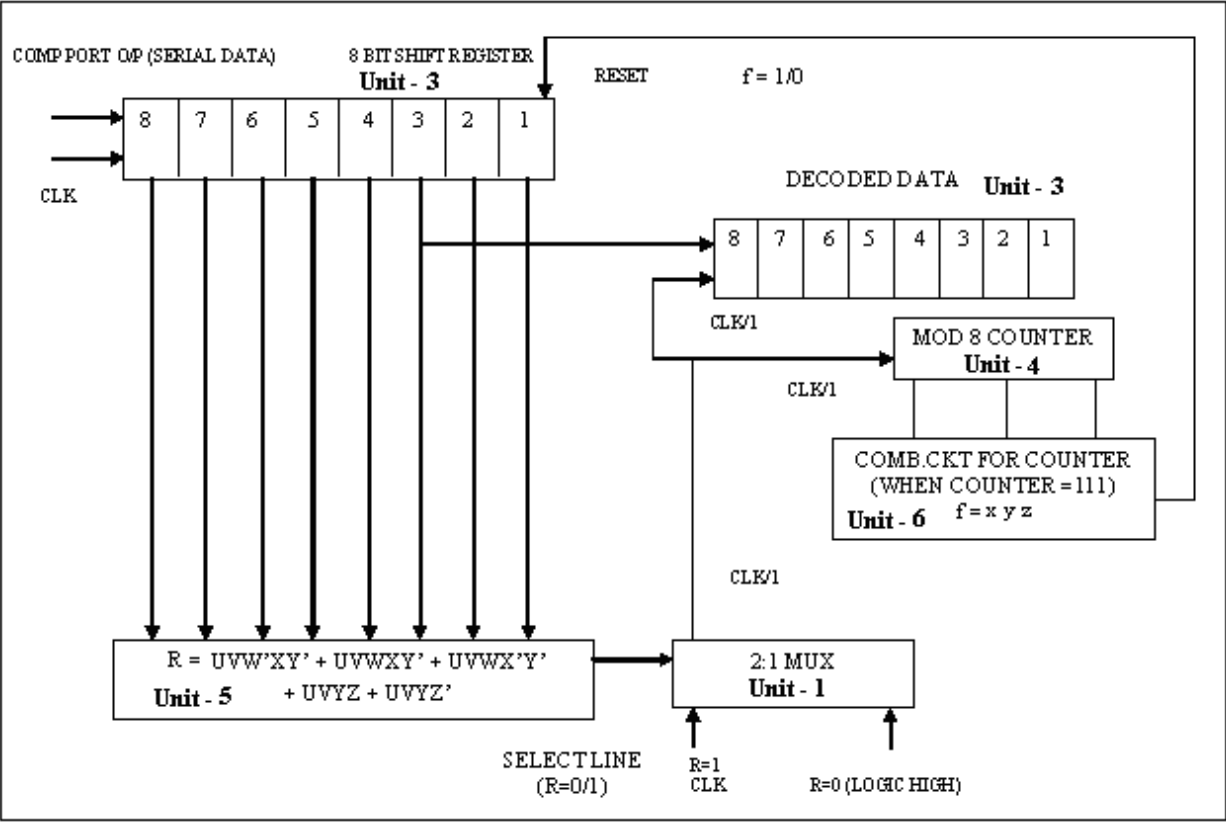 COMP PORT O/P (SERIAL DATA)
8 BIT SHIFT REGISTER
Unit - 3
RESET
f = 1/0
8 7 6 5 4 3 2 1
CLK
DECODED DATA
Unit - 3
8 7 6 5 4 3 2 1
CLK/1
MOD 8 COUNTER
Unit - 4
CLK/1
COMB.CKT FOR COUNTER
(WHEN COUNTER = 111)
Unit - 6 f = x y z
CLK/1
R = UVW'XY' + UVWXY' + UVWX'Y'
Unit - 5 + UVYZ + UVYZ'
2:1 MUX
Unit - 1
SELECT LINE
(R=0/1)
R=1
CLK
R=0 (LOGIC HIGH)